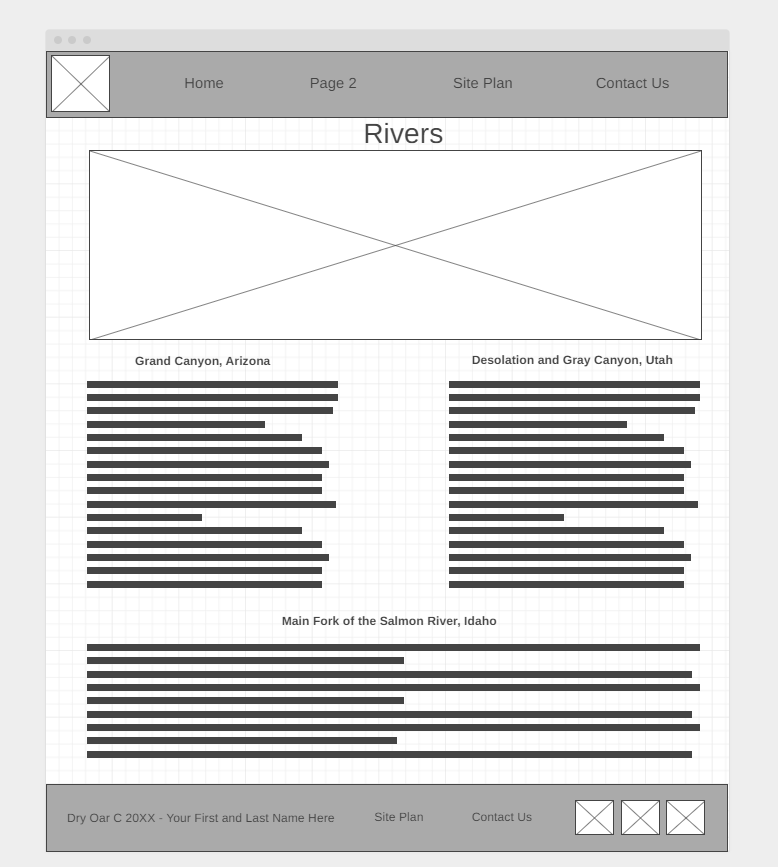 Home Page 2 Site Plan Contact Us
Rivers
Grand Canyon, Arizona
Desolation and Gray Canyon, Utah
Main Fork of the Salmon River, Idaho
Dry Oar C 20XX - Your First and Last Name Here Site Plan Contact Us